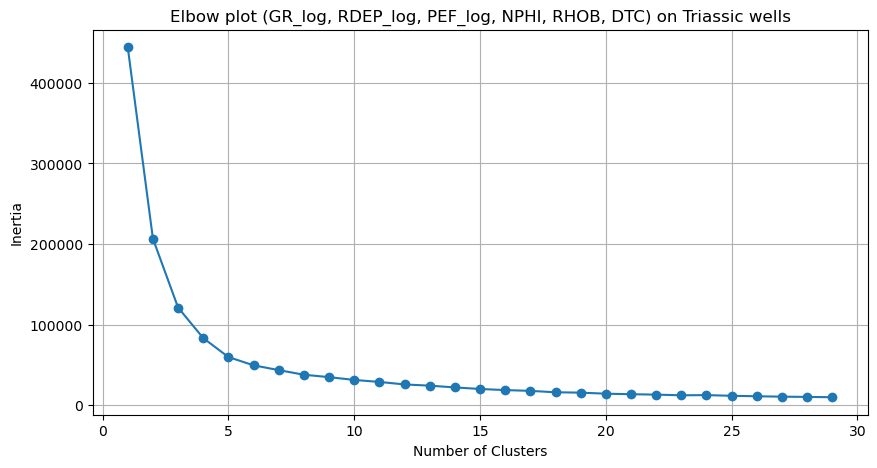 Elbow plot (GR_log, RDEP_log, PEF_log, NPHI, RHOB, DTC) on Triassic wells
400000
300000
200000
100000
0
Inertia
0 5 10 15 20 25 30
Number of Clusters